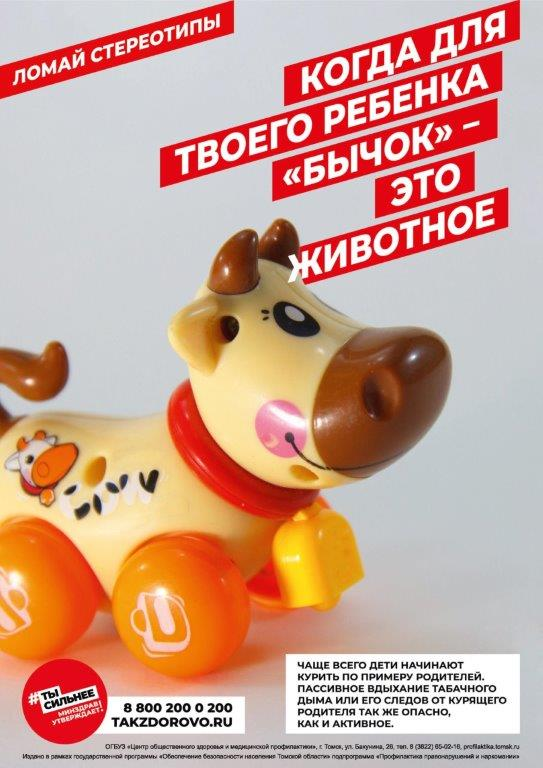 ЛОМАЙ СТЕРЕОТИПЫ
КОГДА ДЛЯ
ТВОЕГО РЕБЕНКА
«БЫЧОК» –
ЭТО
ЖИВОТНОЕ
COW
U
#ТЫ
СИЛЬНЕЕ
МИНЗДРАВ
УТВЕРЖДАЕТ!
8 800 200 0 200
TAKZDOROVO.RU
ЧАЩЕ ВСЕГО ДЕТИ НАЧИНАЮТ
КУРИТЬ ПО ПРИМЕРУ РОДИТЕЛЕЙ.
ПАССИВНОЕ ВДЫХАНИЕ ТАБАЧНОГО
ДЫМА ИЛИ ЕГО СЛЕДОВ ОТ КУРЯЩЕГО
РОДИТЕЛЯ ТАК ЖЕ ОПАСНО,
КАК И АКТИВНОЕ.
ОГБУЗ «Центр общественного здоровья и медицинской профилактики», г. Томск, ул. Бакунина, 26, тел. 8 (3822) 65-02-16, profilaktika.tomsk.ru
Издано в рамках государственной программы «Обеспечение безопасности населения Томской области» подпрограмма «Профилактика правонарушений и наркомании»